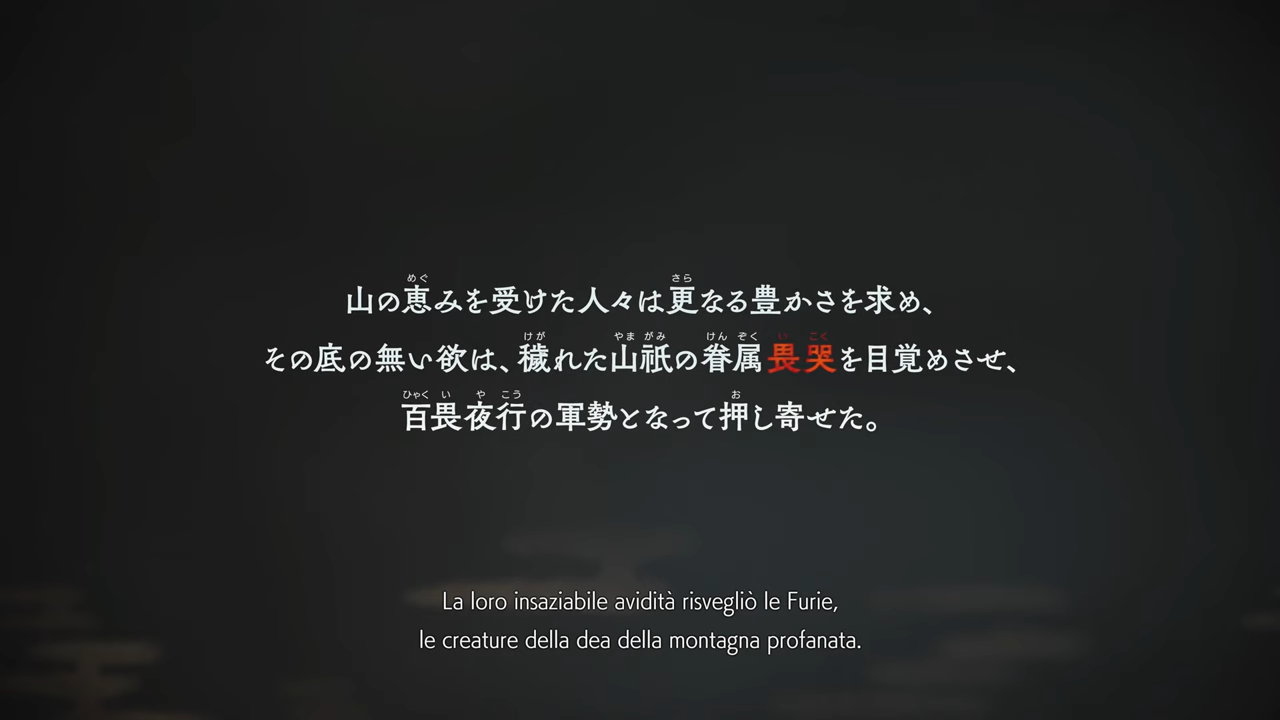 山の恵みを受けた人々は更なる豊かさを求め、
その底の無い欲は、穢れた山祇の眷属畏哭を目覚めさせ、
百畏夜行の軍勢となって押し寄せた。
La loro insaziabile avidità risvegliò le Furie,
le creature della dea della montagna profanata.